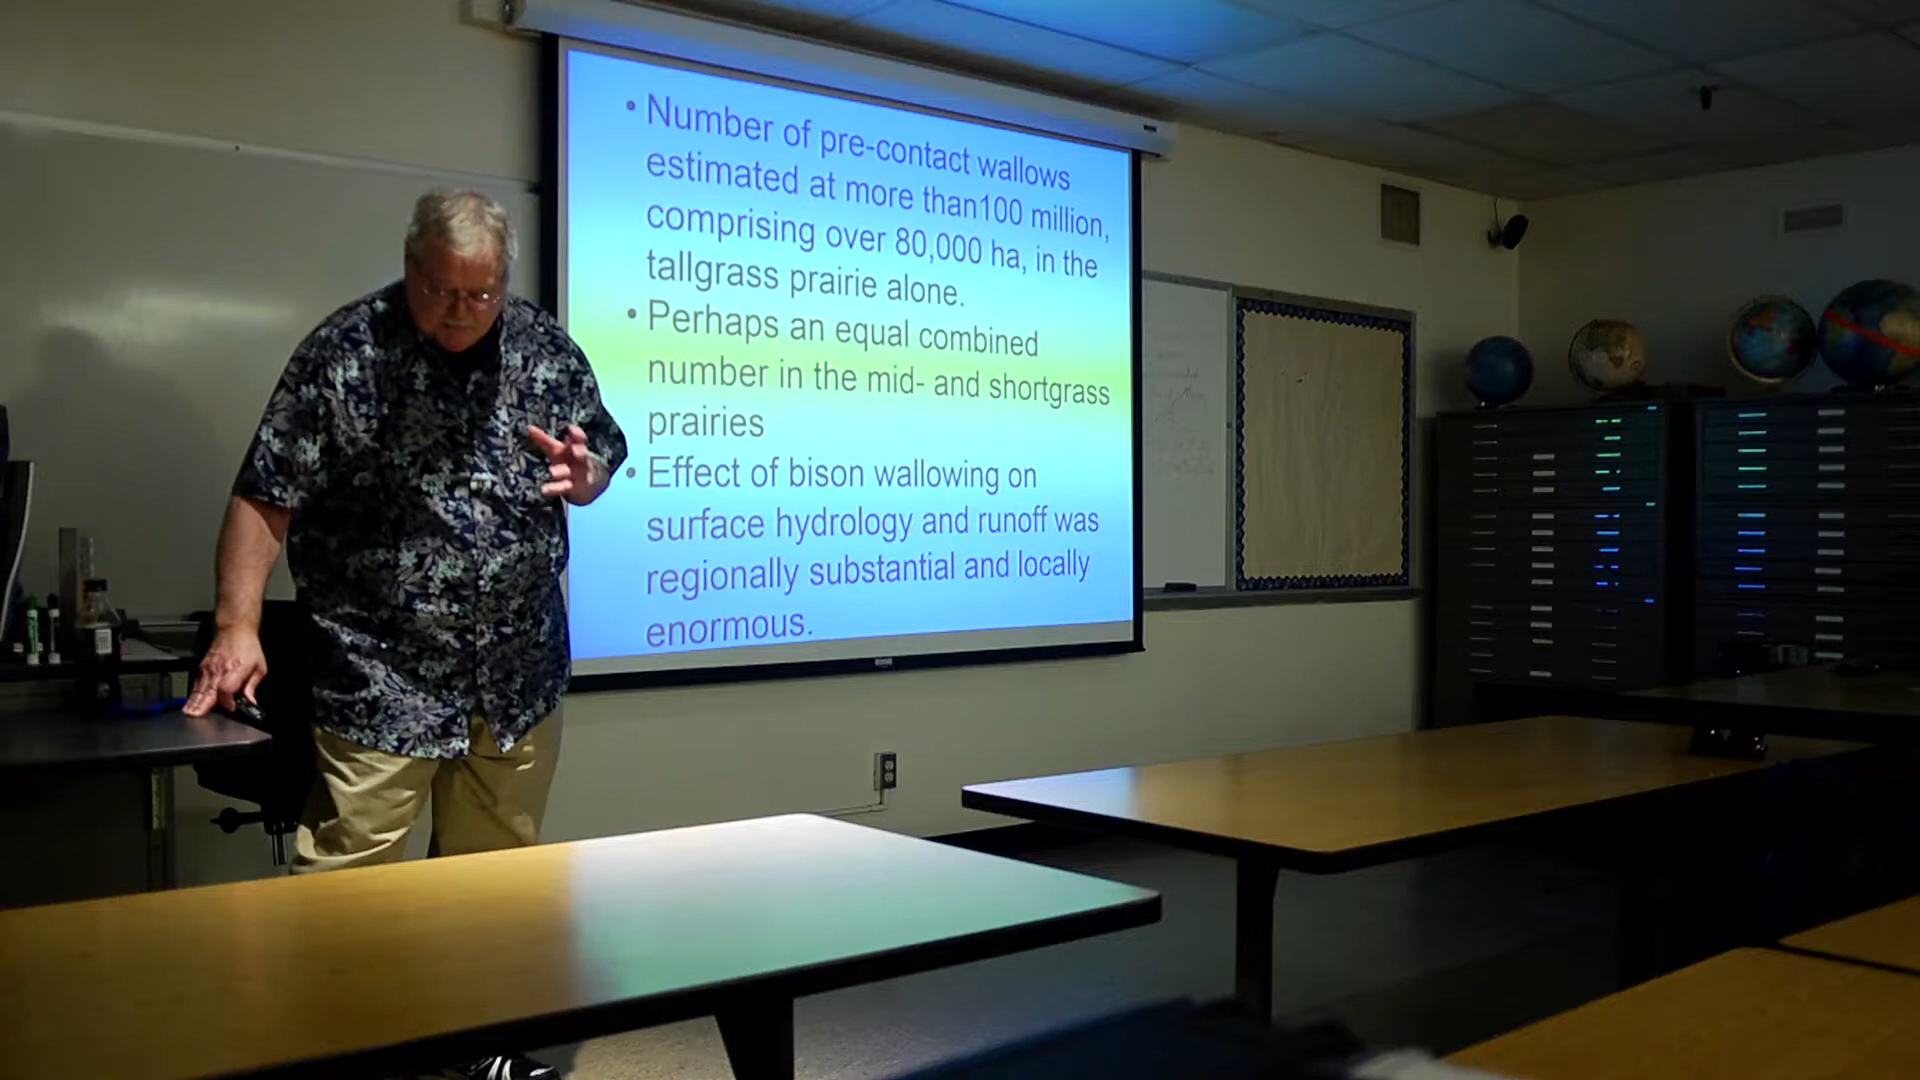 • Number of pre-contact wallows
estimated at more than100 million,
comprising over 80,000 ha, in the
tallgrass prairie alone.
• Perhaps an equal combined
number in the mid- and shortgrass
prairies
• Effect of bison wallowing on
surface hydrology and runoff was
regionally substantial and locally
enormous.